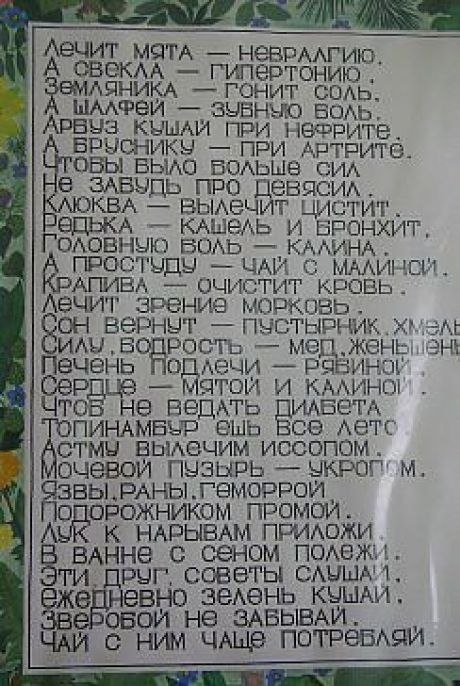 Лечит мята — невралгию.
А свекла — гипертонию.
Земляника — гонит соль.
А шалфей — зубную боль.
Арбуз кушай при нефрите.
А бруснику — при артрите.
Чтобы было больше сил
Не забудь про девясил.
Клюква — вылечит цистит.
Редька — кашель и бронхит.
Головную боль — калина.
А простуду — чай с малиной.
Крапива — очистит кровь.
Лечит зрение морковь.
Сон вернут — пустырник, хмель
Силу, бодрость — мед, женьшень
Печень подлечи — рябиной.
Сердце — мятой и калиной.
Чтоб не ведать диабета
Топинамбур ешь все лето
Астму вылечим иссопом.
Мочевой пузырь — укропом.
Язвы, раны, геморрой
Подорожником промой.
Лук к нарывам приложи.
В ванне с сеном полежи.
Эти, друг, советы слушай.
Ежедневно зелень кушай.
Зверобой не забывай.
Чай с ним чаще потребляй.